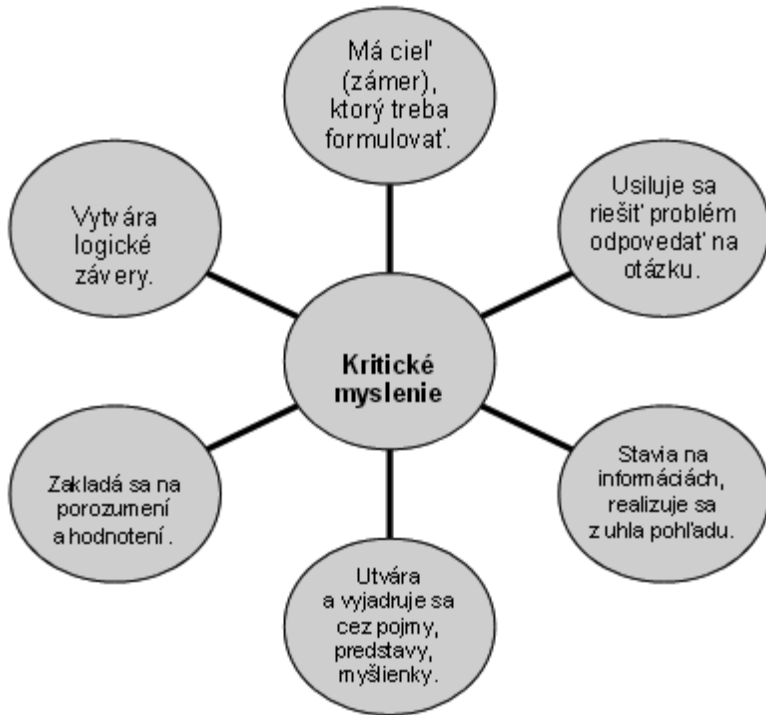 Má cieľ
(zámer),
ktorý treba
formulovať.
Usiluje sa
riešiť problém
odpovedať na
otázku.
Vytvára
logické
závery.
Kritické
myslenie
Stavia na
informáciách,
realizuje sa
z uhla pohľadu.
Zakladá sa na
porozumení
a hodnotení .
Utvára
a vyjadruje sa
cez pojmy,
predstavy,
myšlienky.